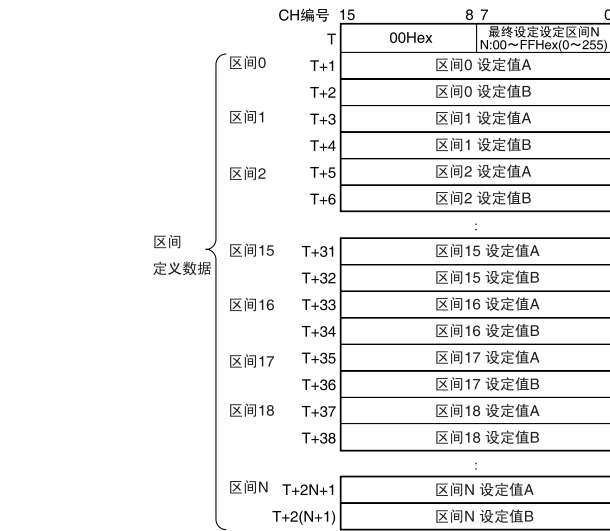 CH编号 15 8 7 0
T 00Hex 最终设定设定区间N
N:00～FFHex(0～255)
区间0 T+1 区间0 设定值A
T+2 区间0 设定值B
区间1 T+3 区间1 设定值A
T+4 区间1 设定值B
区间2 T+5 区间2 设定值A
T+6 区间2 设定值B
:
区间
定义数据
区间15 T+31 区间15 设定值A
T+32 区间15 设定值B
区间16 T+33 区间16 设定值A
T+34 区间16 设定值B
区间17 T+35 区间17 设定值A
T+36 区间17 设定值B
区间18 T+37 区间18 设定值A
T+38 区间18 设定值B
:
区间N T+2N+1 区间N 设定值A
T+2(N+1) 区间N 设定值B